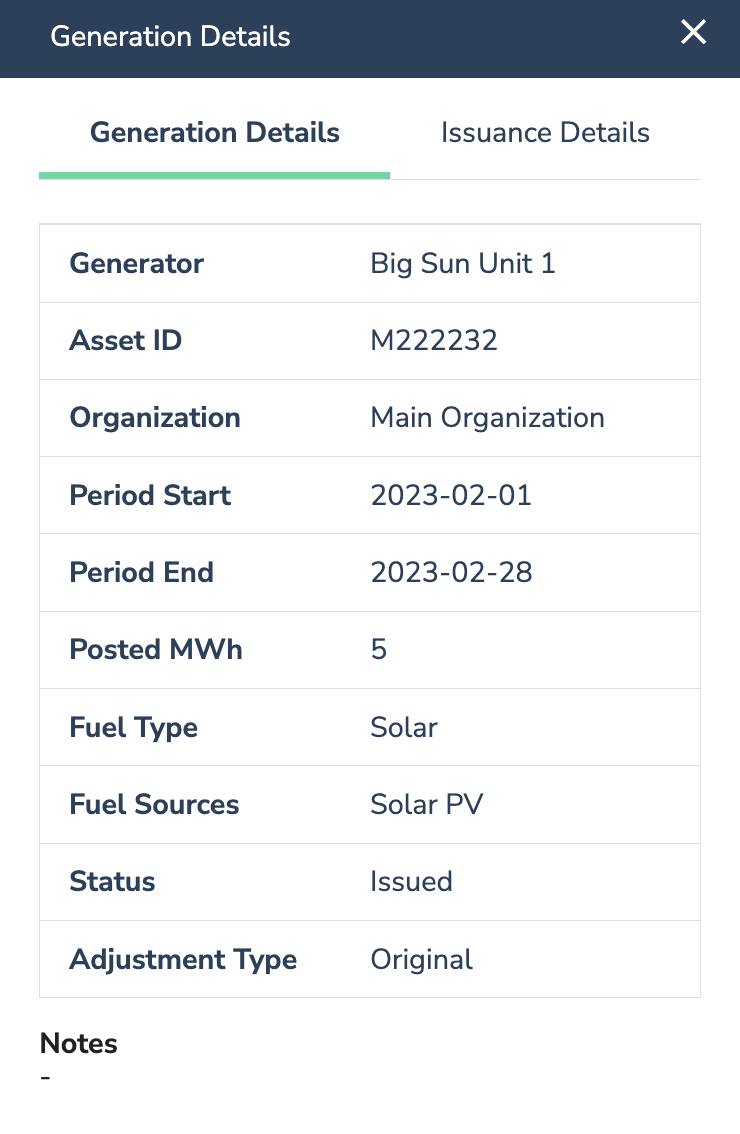 Generation Details
Generation Details Issuance Details
Generator Big Sun Unit 1
Asset ID M222232
Organization Main Organization
Period Start 2023-02-01
Period End 2023-02-28
Posted MWh 5
Fuel Type Solar
Fuel Sources Solar PV
Status Issued
Adjustment Type Original
Notes
-